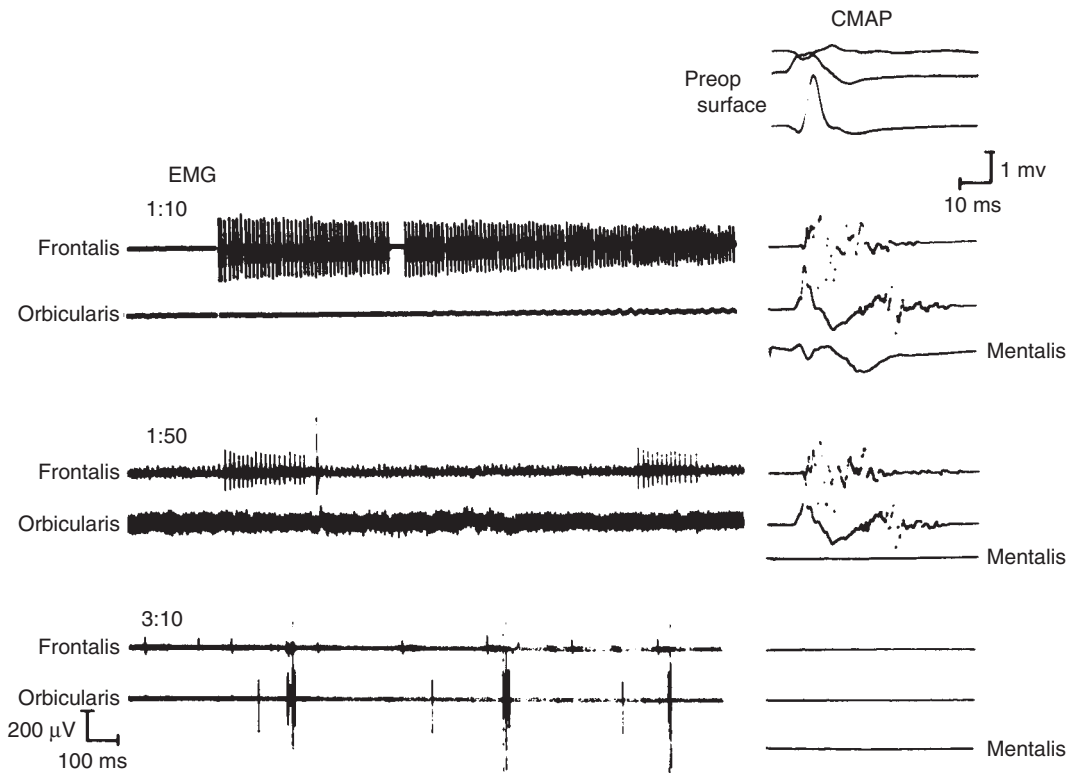 CMAP
Preop
surface
1 mv
10 ms
EMG
1:10
Frontalis
Orbicularis
Mentalis
1:50
Frontalis
Orbicularis
Mentalis
3:10
Frontalis
Orbicularis
200 μV
100 ms
Mentalis